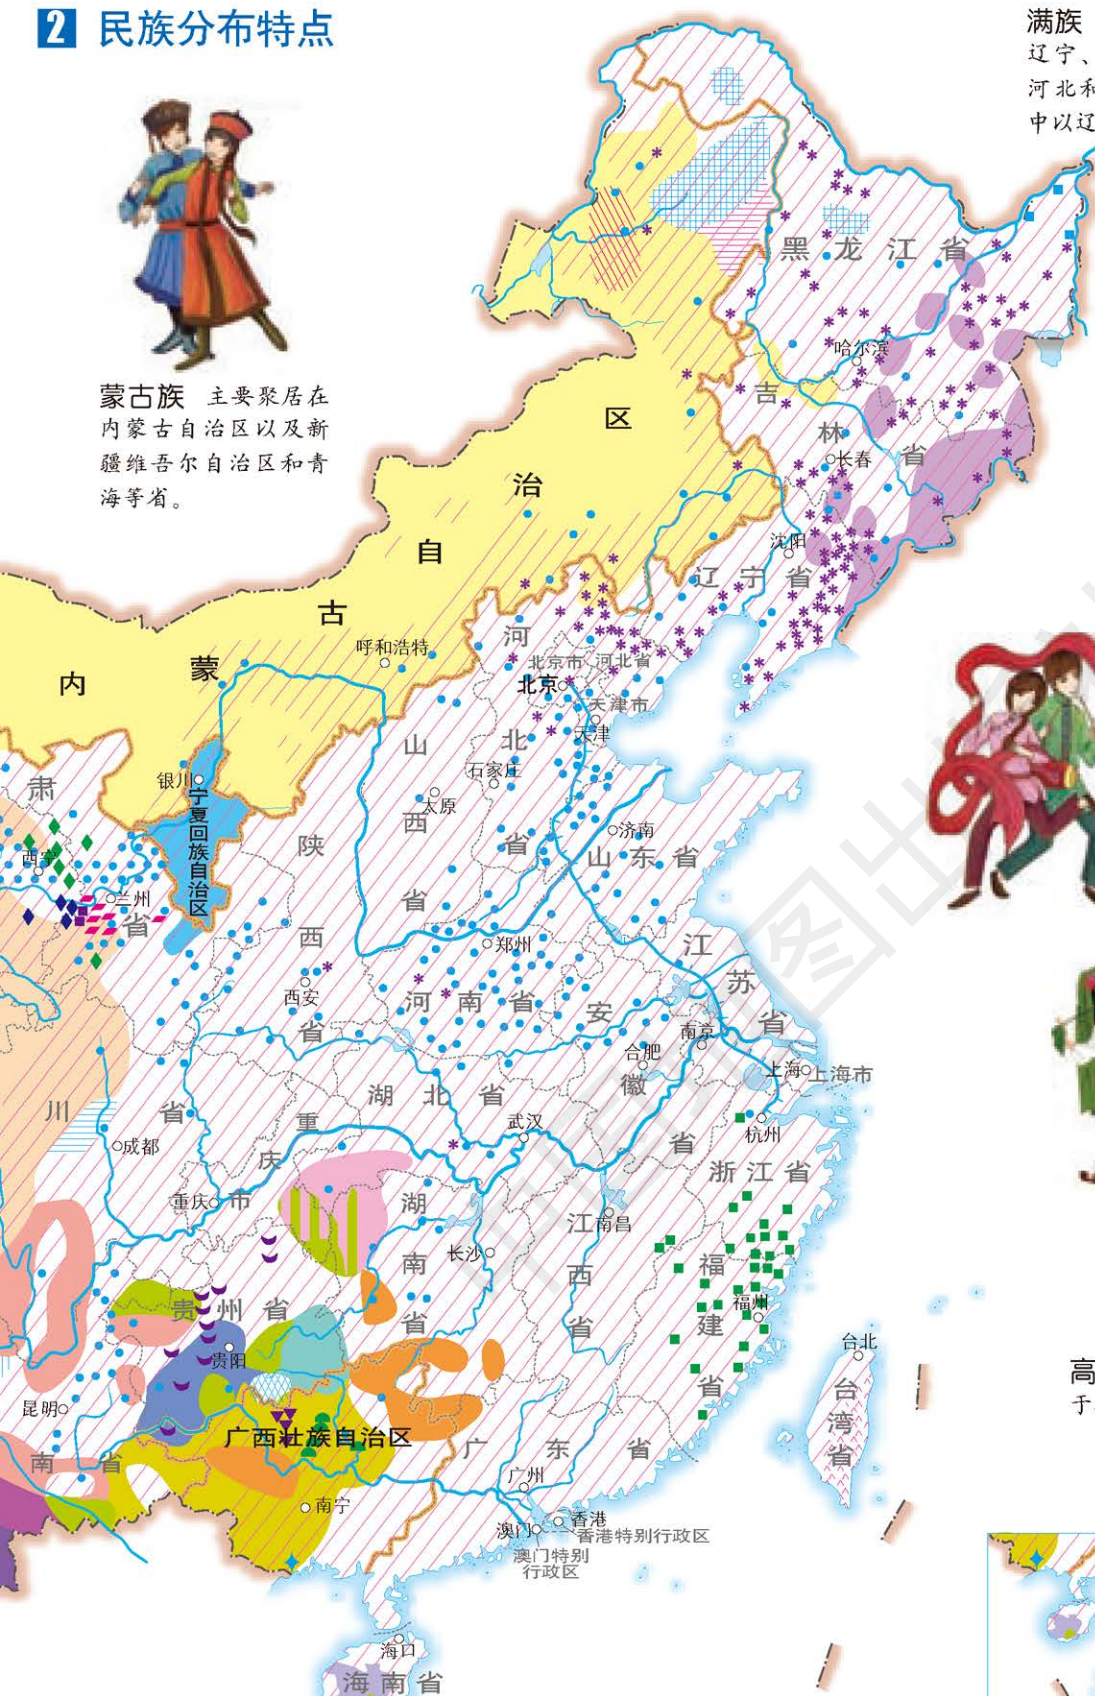 2 民族分布特点
满族
辽宁、
河北和
中以辽
蒙古族 主要聚居在
内蒙古自治区以及新
疆维吾尔自治区和青
海等省。
黑龙江省
哈尔滨
吉林省
长春
沈阳
辽宁省
内蒙古自治区
呼和浩特
河北省
北京市
河北省
北京
天津市
天津
石家庄
山西省
太原
银川
宁夏回族自治区
肃
省
西宁
兰州
陕西省
西安
济南
山东省
郑州
河南省
江苏省
南京
安徽省
合肥
上海
上海市
湖北省
武汉
杭州
浙江省
川
省
成都
重庆市
重庆
湖南省
长沙
江西省
南昌
福建省
福州
台北
台湾省
贵州省
贵阳
昆明
南
省
广西壮族自治区
南宁
广东省
广州
香港
香港特别行政区
澳门
澳门特别
行政区
海口
海南省
高
于